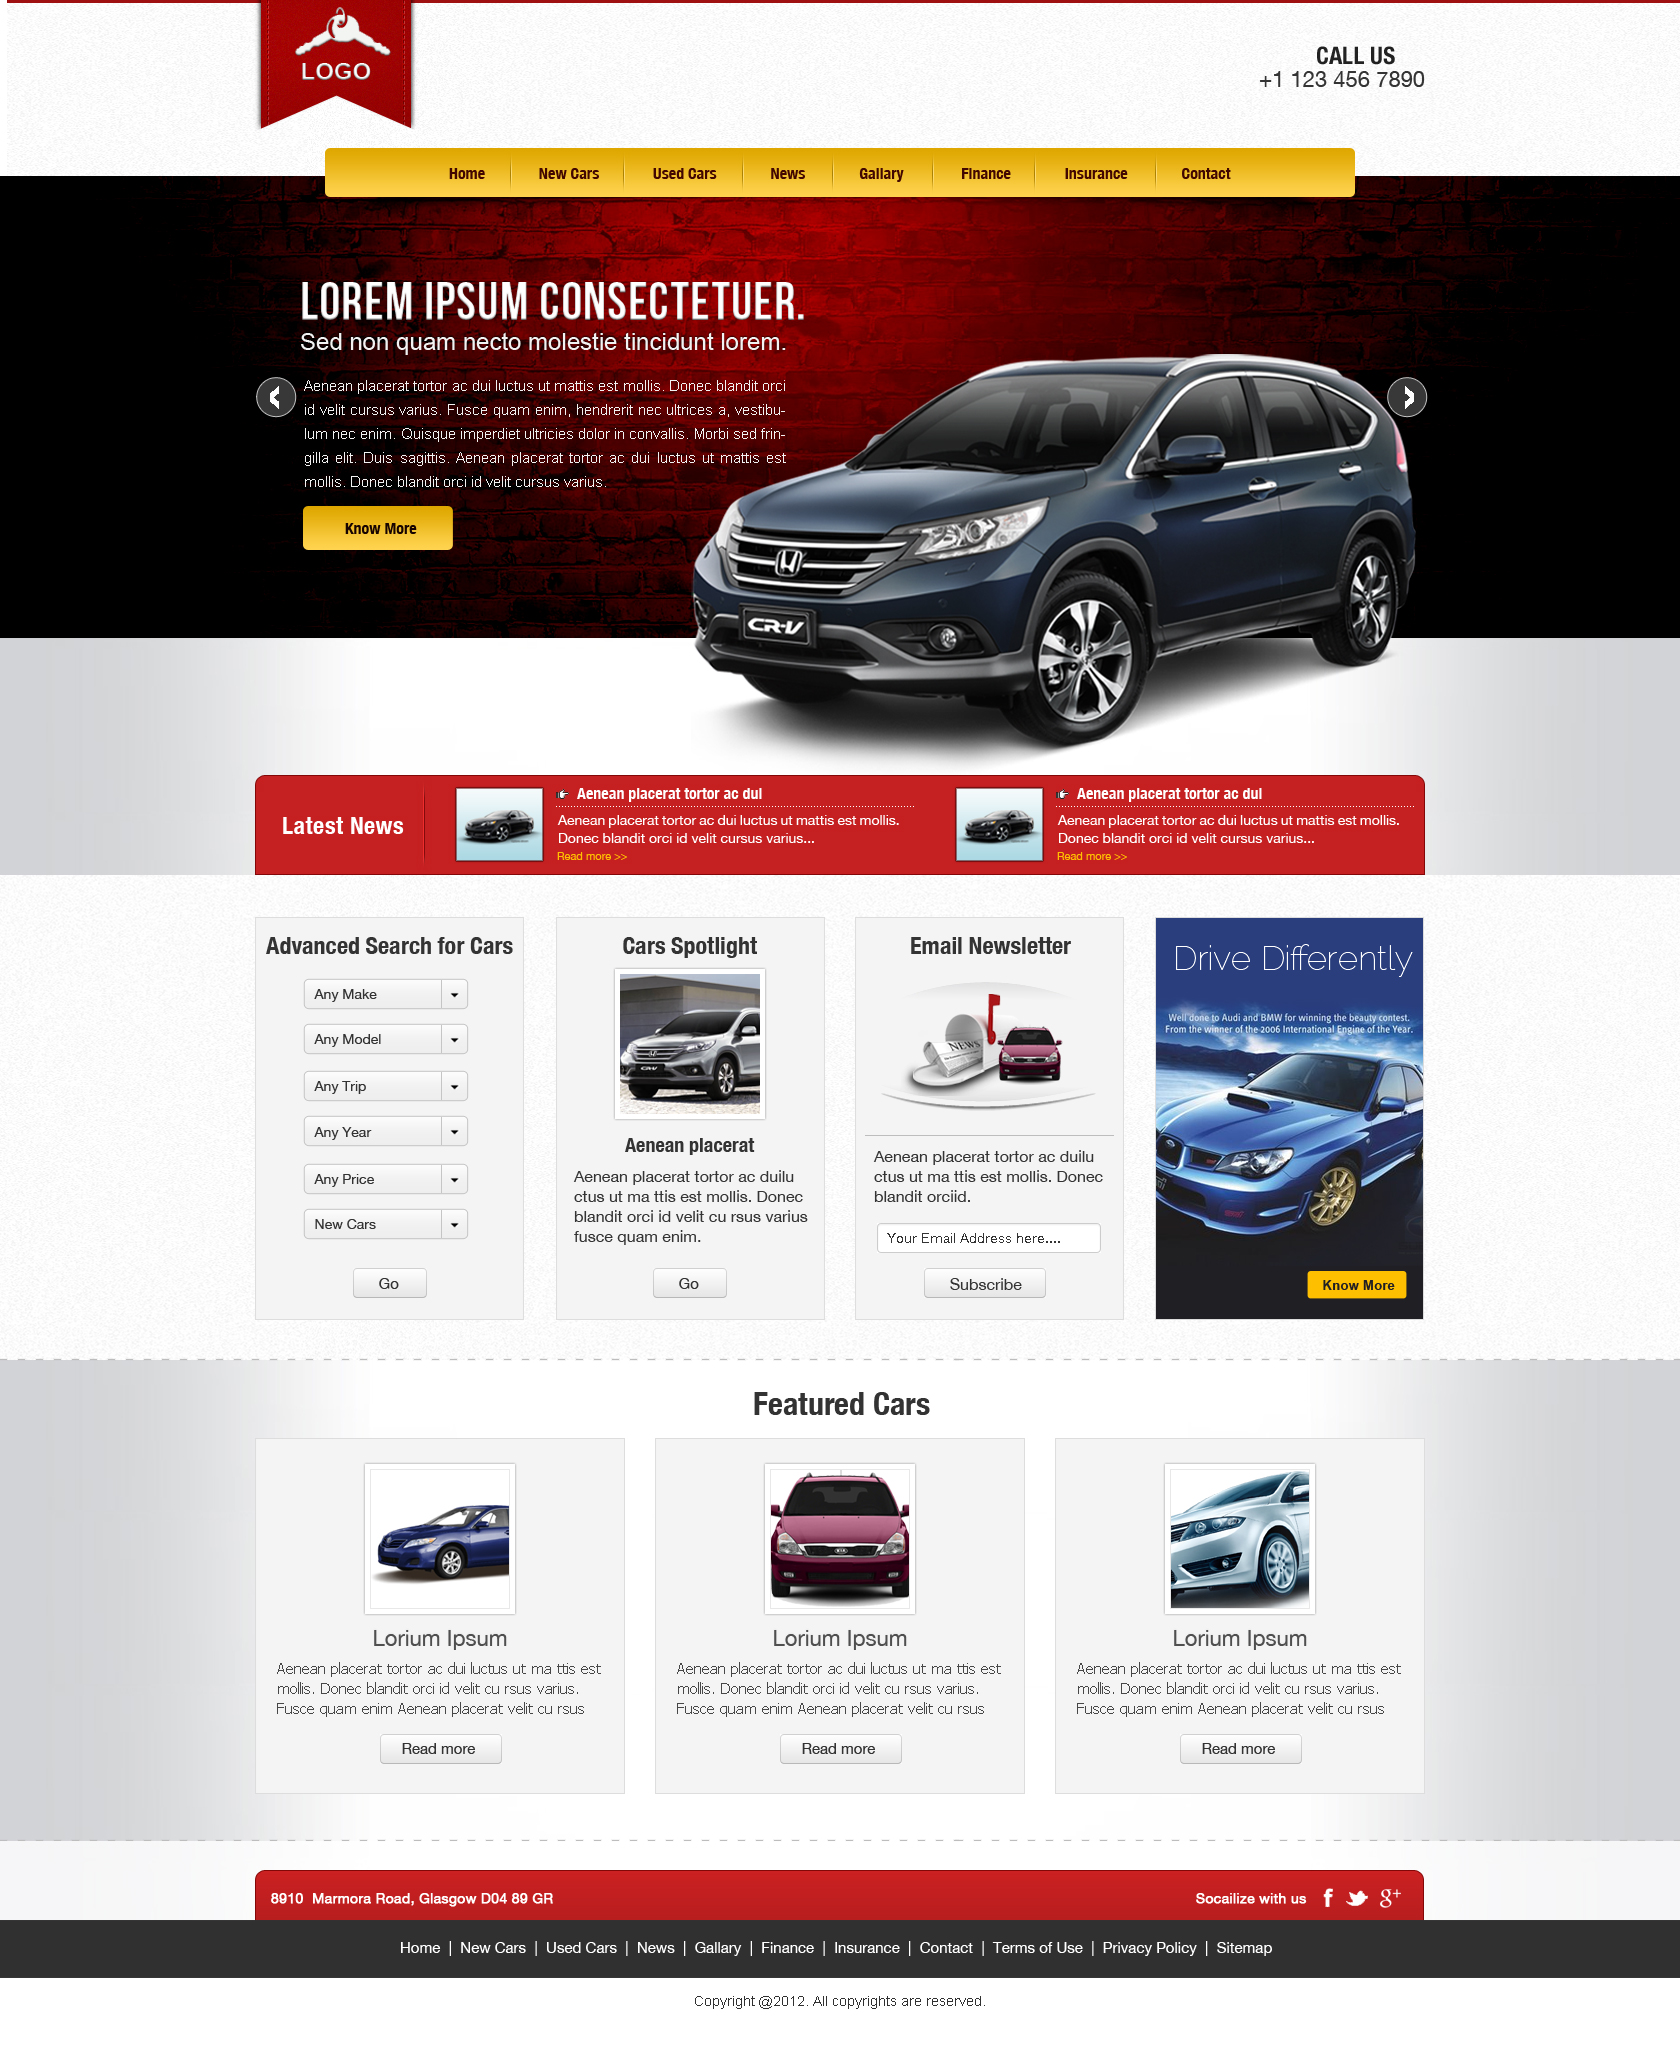 LOGO
CALL US
+1 123 456 7890
Home
New Cars
Used Cars
News
Gallary
Finance
Insurance
Contact
LOREM IPSUM CONSECTETUER.
Sed non quam necto molestie tincidunt lorem.
Aenean placerat tortor ac dui luctus ut mattis est mollis. Donec blandit orci
id velit cursus varius. Fusce quam enim, hendrerit nec ultrices a, vestibu-
lum nec enim. Quisque imperdiet ultricies dolor in convallis. Morbi sed frin-
gilla elit. Duis sagittis. Aenean placerat tortor ac dui luctus ut mattis est
mollis. Donec blandit orci id velit cursus varius.
Know More
CR-V
Latest News
Aenean placerat tortor ac dui
Aenean placerat tortor ac dui luctus ut mattis est mollis.
Donec blandit orci id velit cursus varius...
Read more >>
Aenean placerat tortor ac dui
Aenean placerat tortor ac dui luctus ut mattis est mollis.
Donec blandit orci id velit cursus varius...
Read more >>
Advanced Search for Cars
Any Make
Any Model
Any Trip
Any Year
Any Price
New Cars
Go
Cars Spotlight
CR-V
Aenean placerat
Aenean placerat tortor ac duilu
ctus ut ma ttis est mollis. Donec
blandit orci id velit cu rsus varius
fusce quam enim.
Go
Email Newsletter
NEWS
Aenean placerat tortor ac duilu
ctus ut ma ttis est mollis. Donec
blandit orciid.
Your Email Address here....
Subscribe
Drive Differently
Well done to Audi and BMW for winning the beauty contest.
From the winner of the 2006 International Engine of the Year.
Know More
Featured Cars
Lorium Ipsum
Aenean placerat tortor ac dui luctus ut ma ttis est
mollis. Donec blandit orci id velit cu rsus varius.
Fusce quam enim Aenean placerat velit cu rsus
Read more
KIA
Lorium Ipsum
Aenean placerat tortor ac dui luctus ut ma ttis est
mollis. Donec blandit orci id velit cu rsus varius.
Fusce quam enim Aenean placerat velit cu rsus
Read more
Lorium Ipsum
Aenean placerat tortor ac dui luctus ut ma ttis est
mollis. Donec blandit orci id velit cu rsus varius.
Fusce quam enim Aenean placerat velit cu rsus
Read more
8910 Marmora Road, Glasgow D04 89 GR
Socailize with us
f
g+
Home | New Cars | Used Cars | News | Gallary | Finance | Insurance | Contact | Terms of Use | Privacy Policy | Sitemap
Copyright @2012. All copyrights are reserved.